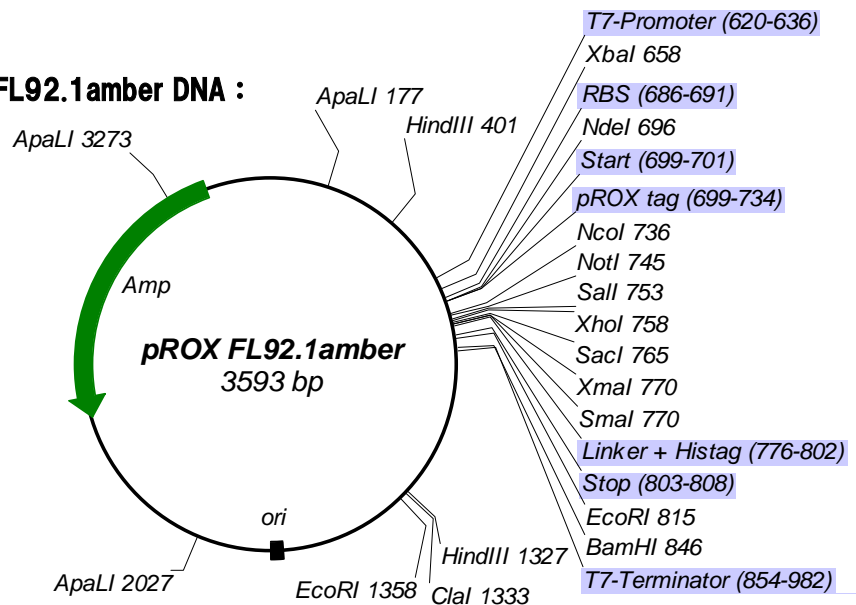 FL92.1amber DNA :
ApaLI 3273
ApaLI 177
HindIII 401
T7-Promoter (620-636)
XbaI 658
RBS (686-691)
NdeI 696
Start (699-701)
pROX tag (699-734)
NcoI 736
NotI 745
SalI 753
XhoI 758
SacI 765
XmaI 770
SmaI 770
Linker + Histag (776-802)
Stop (803-808)
EcoRI 815
BamHI 846
T7-Terminator (854-982)
Amp
pROX FL92.1amber
3593 bp
ori
HindIII 1327
ClaI 1333
EcoRI 1358
ApaLI 2027